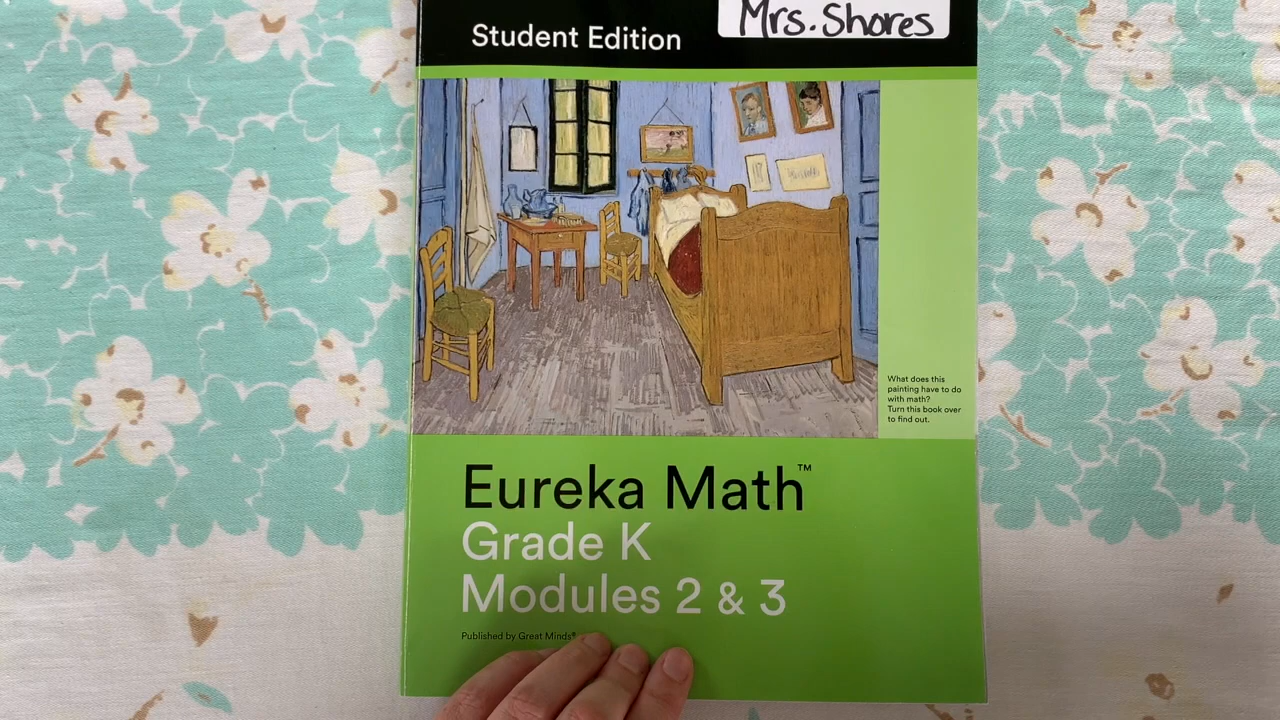 Mrs. Shores
Student Edition
What does this
painting have to do
with math?
Turn this book over
to find out.
Eureka Math™
Grade K
Modules 2 & 3
Published by Great Minds®